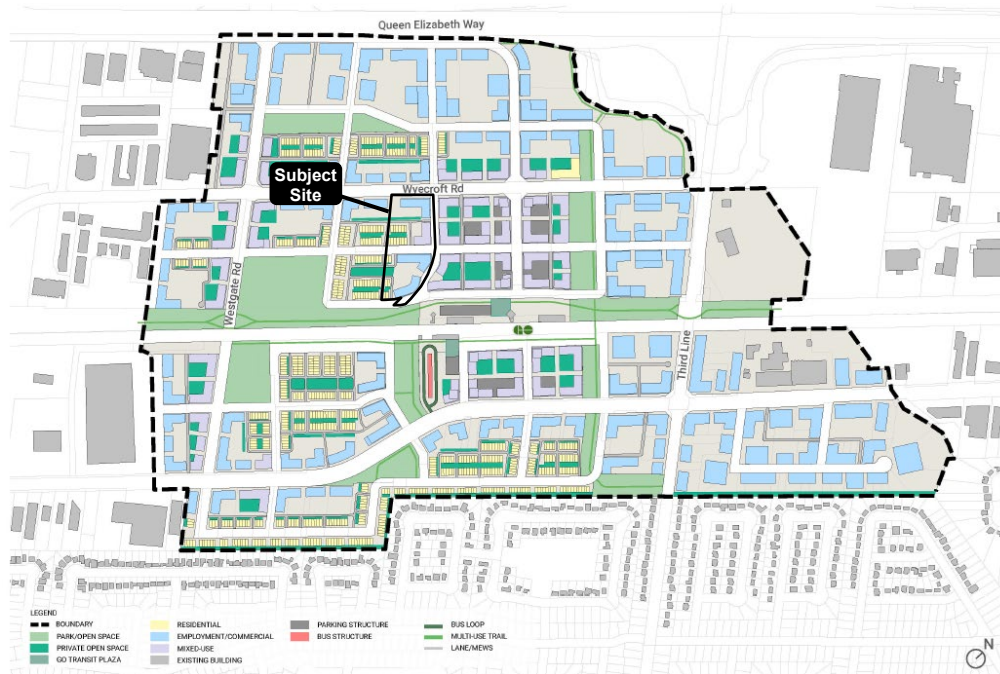 Queen Elizabeth Way
Subject
Site
Wyecroft Rd
Westgate Rd
Third Line
GO
LEGEND
BOUNDARY
PARK/OPEN SPACE
PRIVATE OPEN SPACE
GO TRANSIT PLAZA
RESIDENTIAL
EMPLOYMENT/COMMERCIAL
MIXED-USE
EXISTING BUILDING
PARKING STRUCTURE
BUS STRUCTURE
BUS LOOP
MULTI-USE TRAIL
LANE/MEWS
N